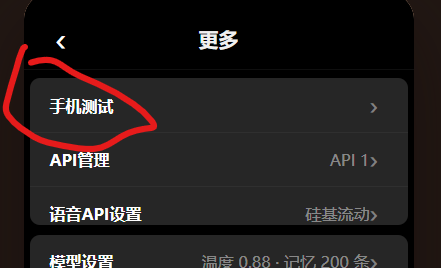 更多
手机测试
API管理 API 1
语音API设置 硅基流动
模型设置 温度 0.88 · 记忆 200 条